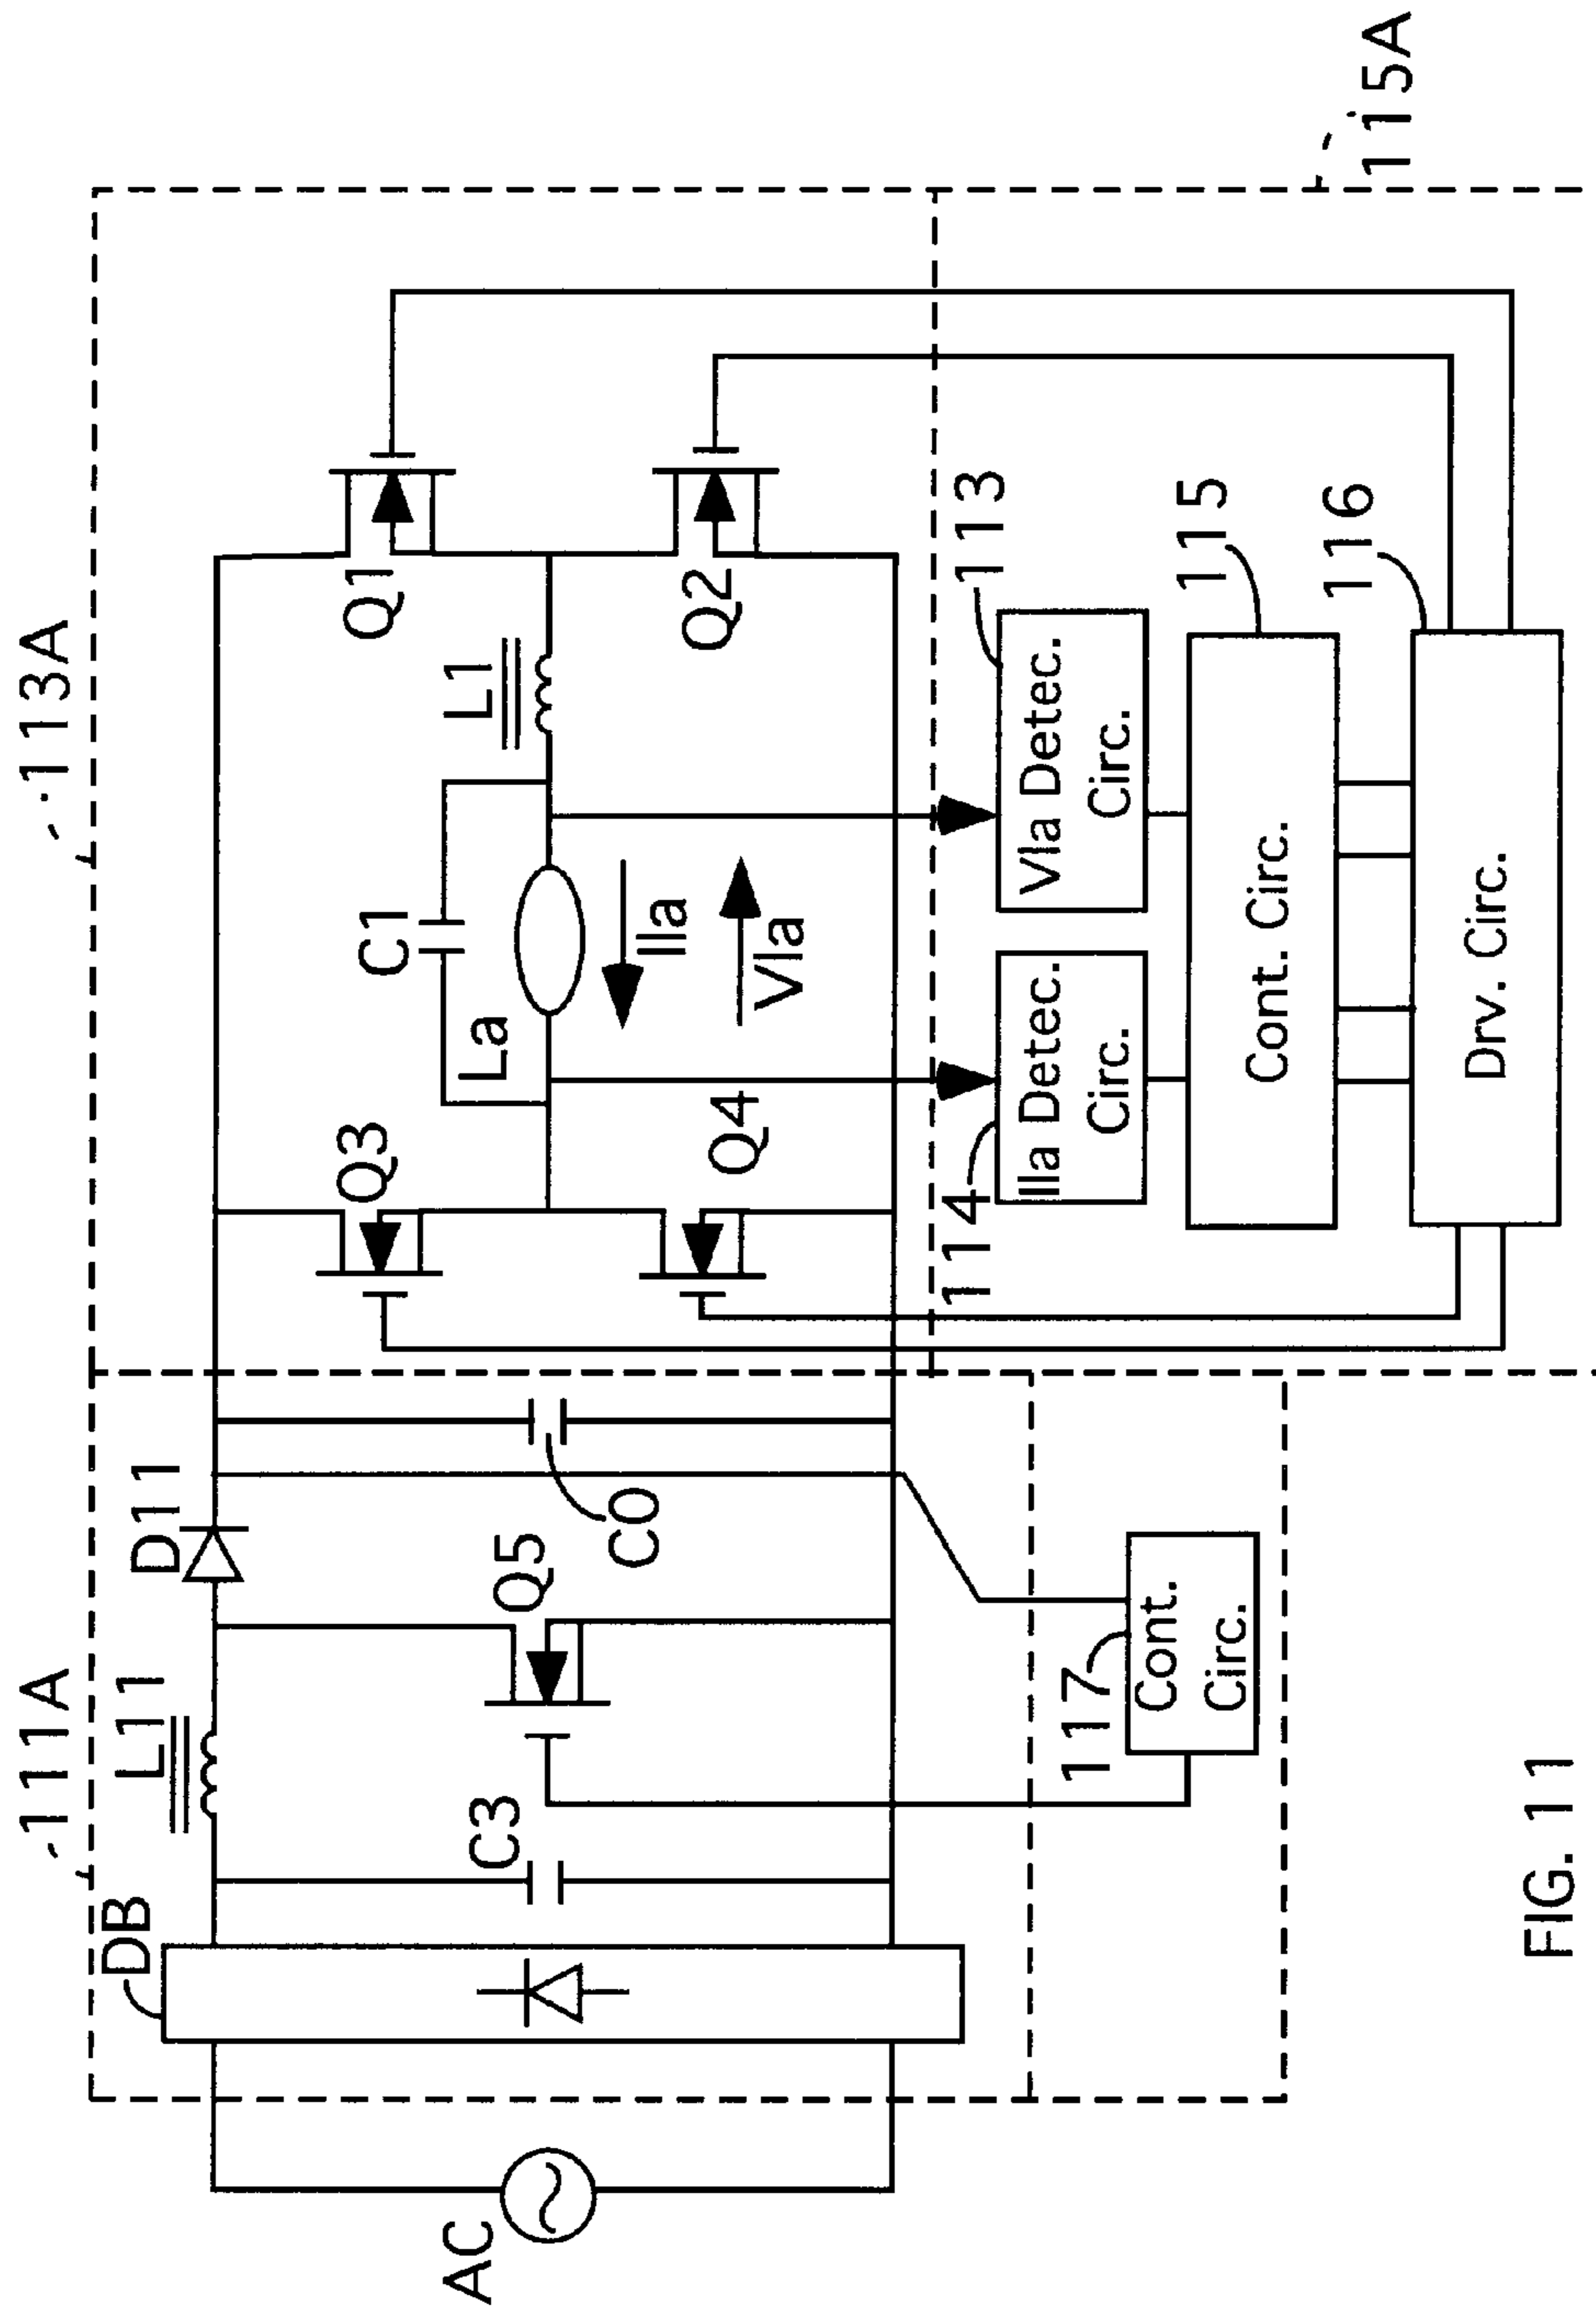 111A
113A
DB
L11
D11
Q3
C1
L1
Q1
C3
Q5
C0
La
Q4
Ila
Vla
Q2
AC
117
Cont.
Circ.
114
Ila Detec.
Circ.
Vla Detec.
Circ.
113
Cont. Circ.
115
Drv. Circ.
116
115A
FIG. 11